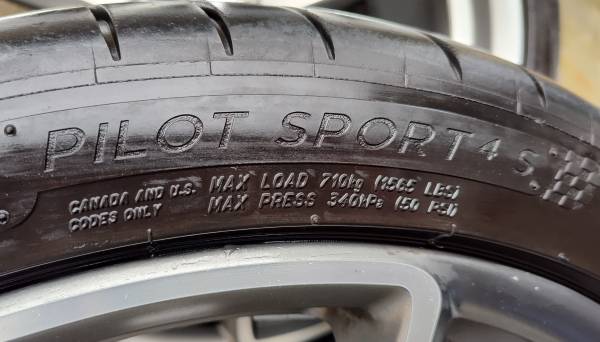 PILOT SPORT 4 S
CANADA AND U.S. MAX LOAD 710kg (1565 LBS)
CODES ONLY MAX PRESS 340kPa (50 PSI)